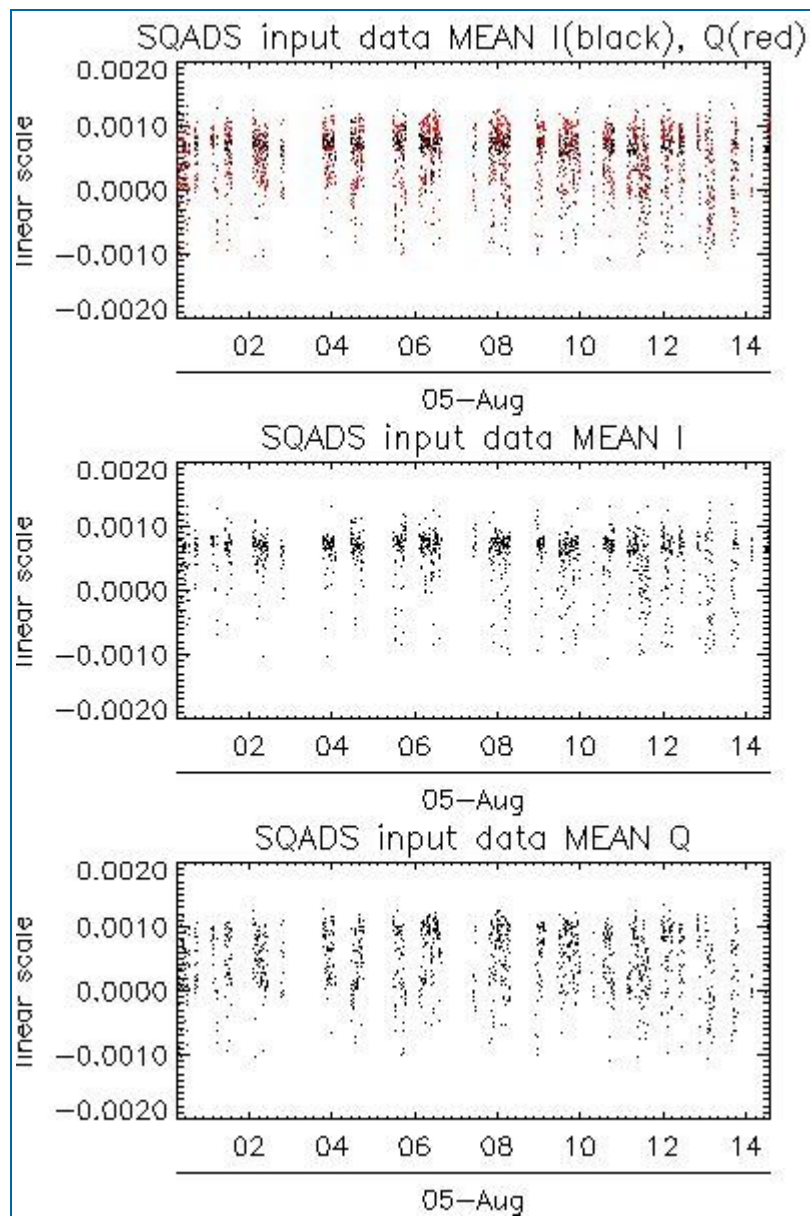 SQADS input data MEAN I(black), Q(red)
linear scale
0.0020
0.0010
0.0000
−0.0010
−0.0020
02 04 06 08 10 12 14
05-Aug
SQADS input data MEAN I
linear scale
0.0020
0.0010
0.0000
−0.0010
−0.0020
02 04 06 08 10 12 14
05-Aug
SQADS input data MEAN Q
linear scale
0.0020
0.0010
0.0000
−0.0010
−0.0020
02 04 06 08 10 12 14
05-Aug